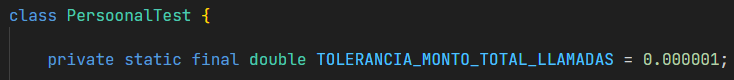 class PersoonalTest {
private static final double TOLERANCIA_MONTO_TOTAL_LLAMADAS = 0.000001;